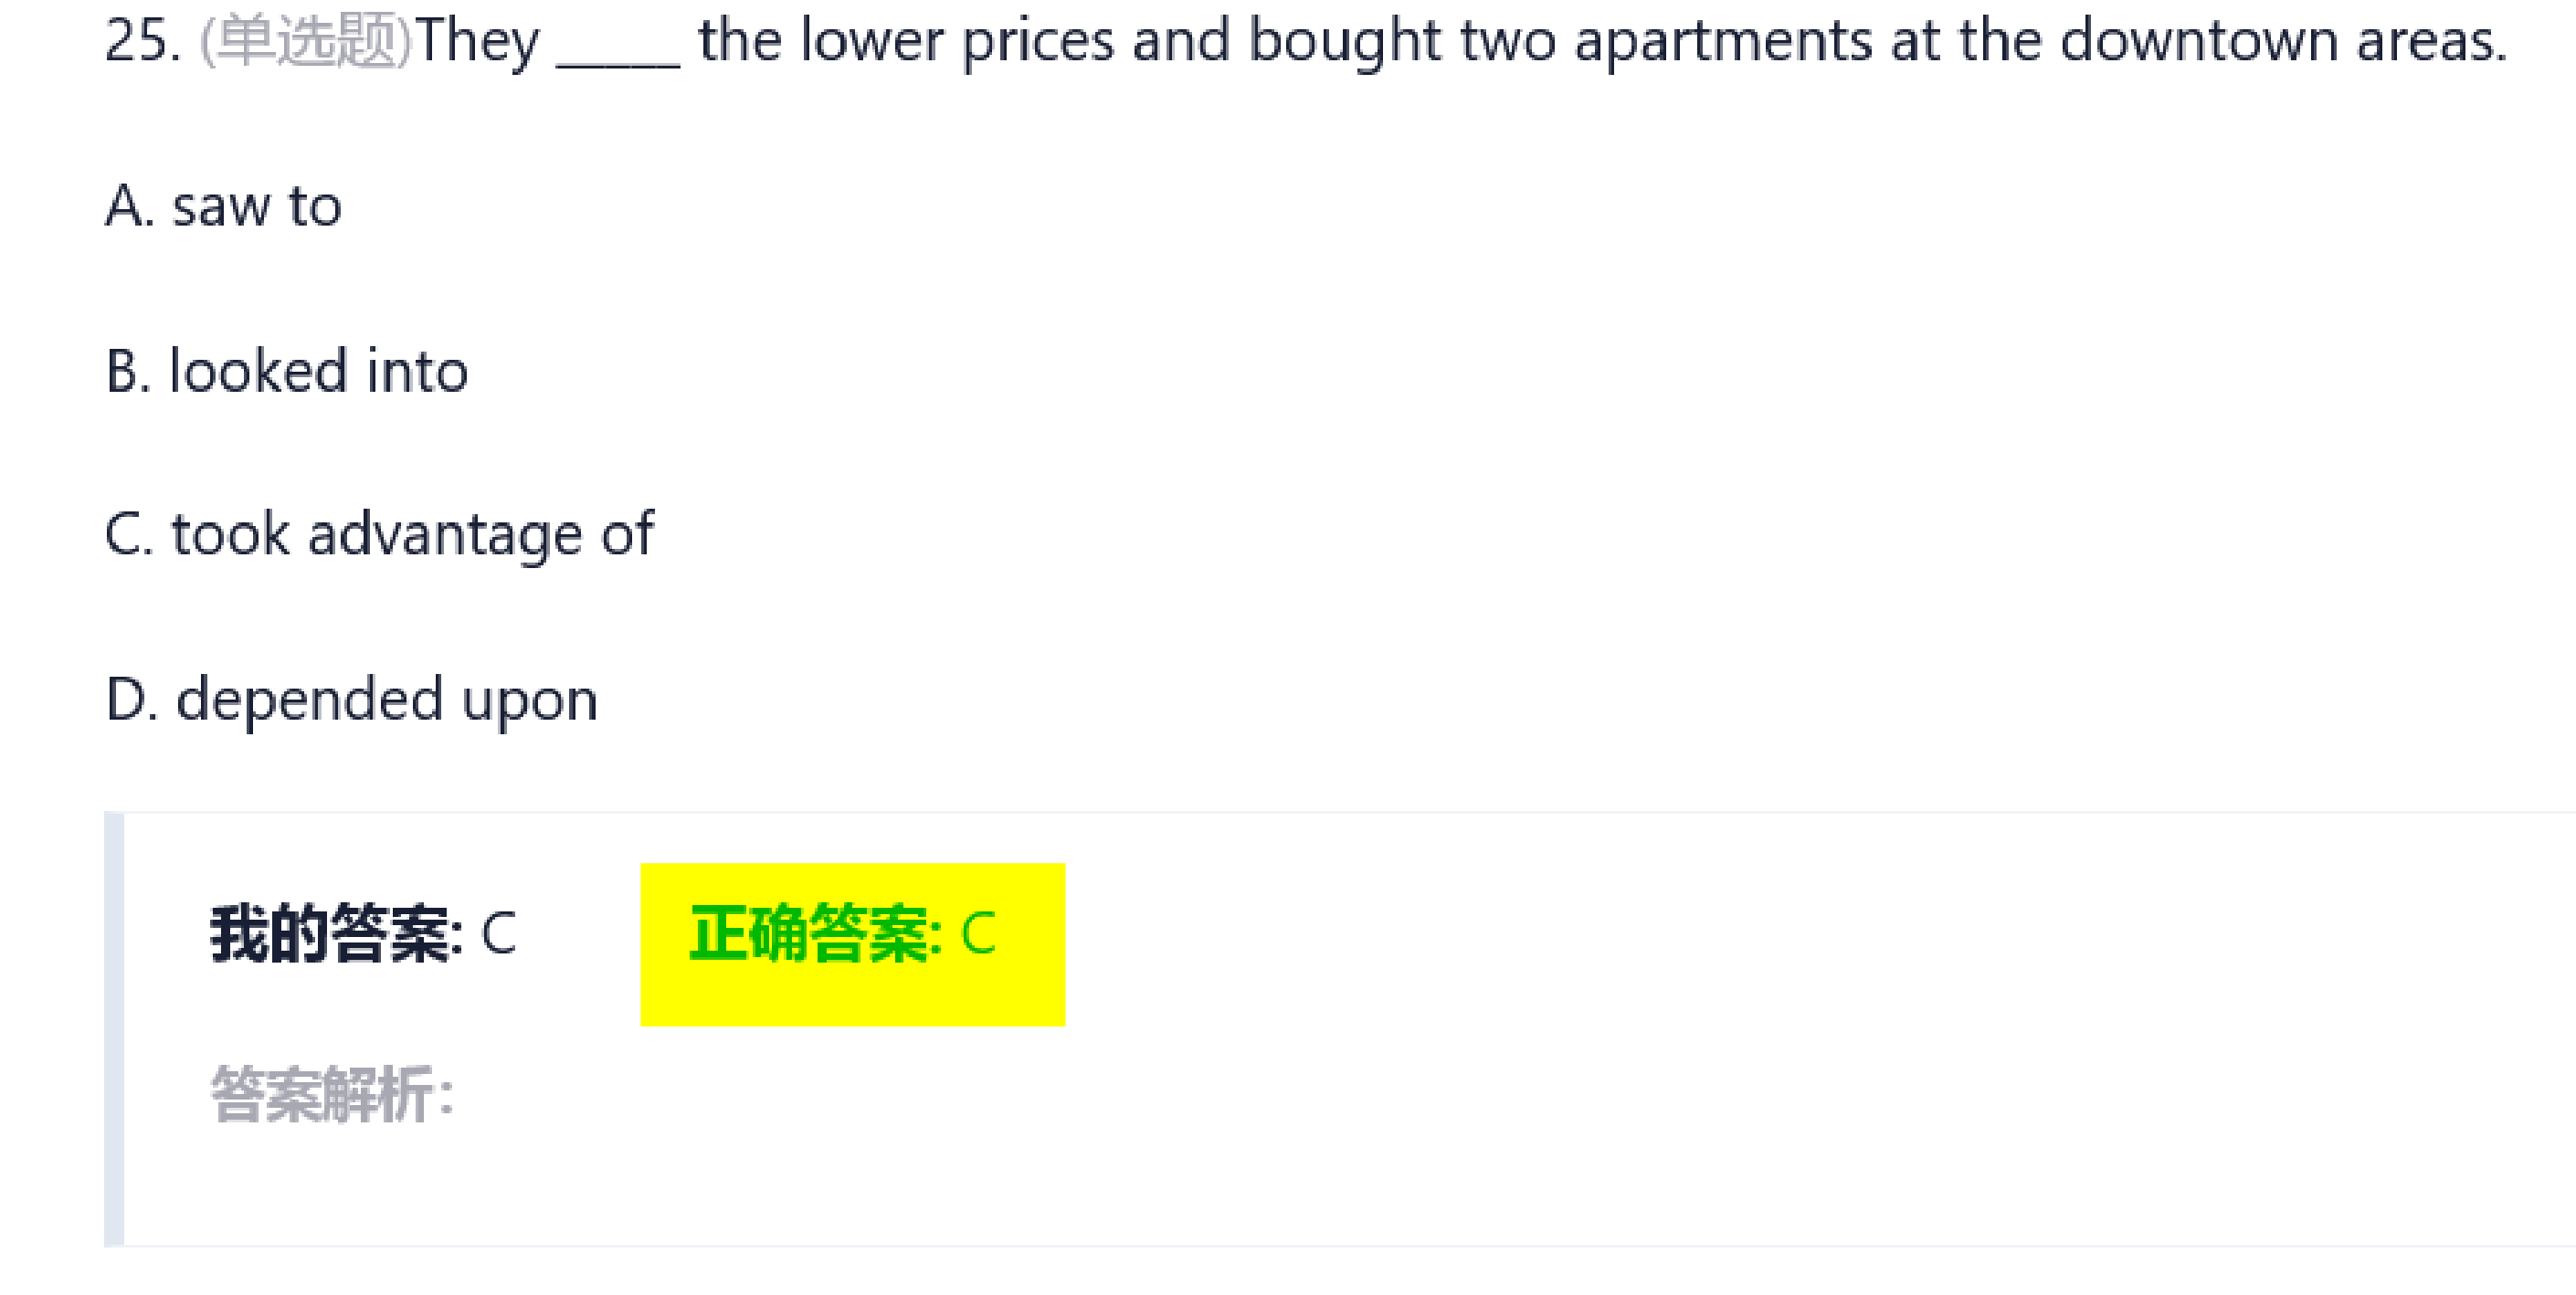 25. (单选题)They _____ the lower prices and bought two apartments at the downtown areas.
A. saw to
B. looked into
C. took advantage of
D. depended upon
我的答案: C 正确答案: C
答案解析: